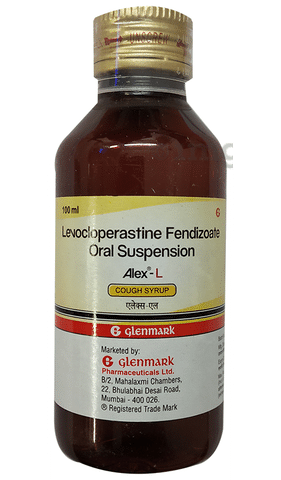 100 ml G
Levocloperastine Fendizoate
Oral Suspension
Alex®-L
COUGH SYRUP
एलेक्स-एल
G glenmark
Marketed by:
G glenmark
Pharmaceuticals Ltd.
B/2, Mahalaxmi Chambers,
22, Bhulabhai Desai Road,
Mumbai - 400 026.
® Registered Trade Mark